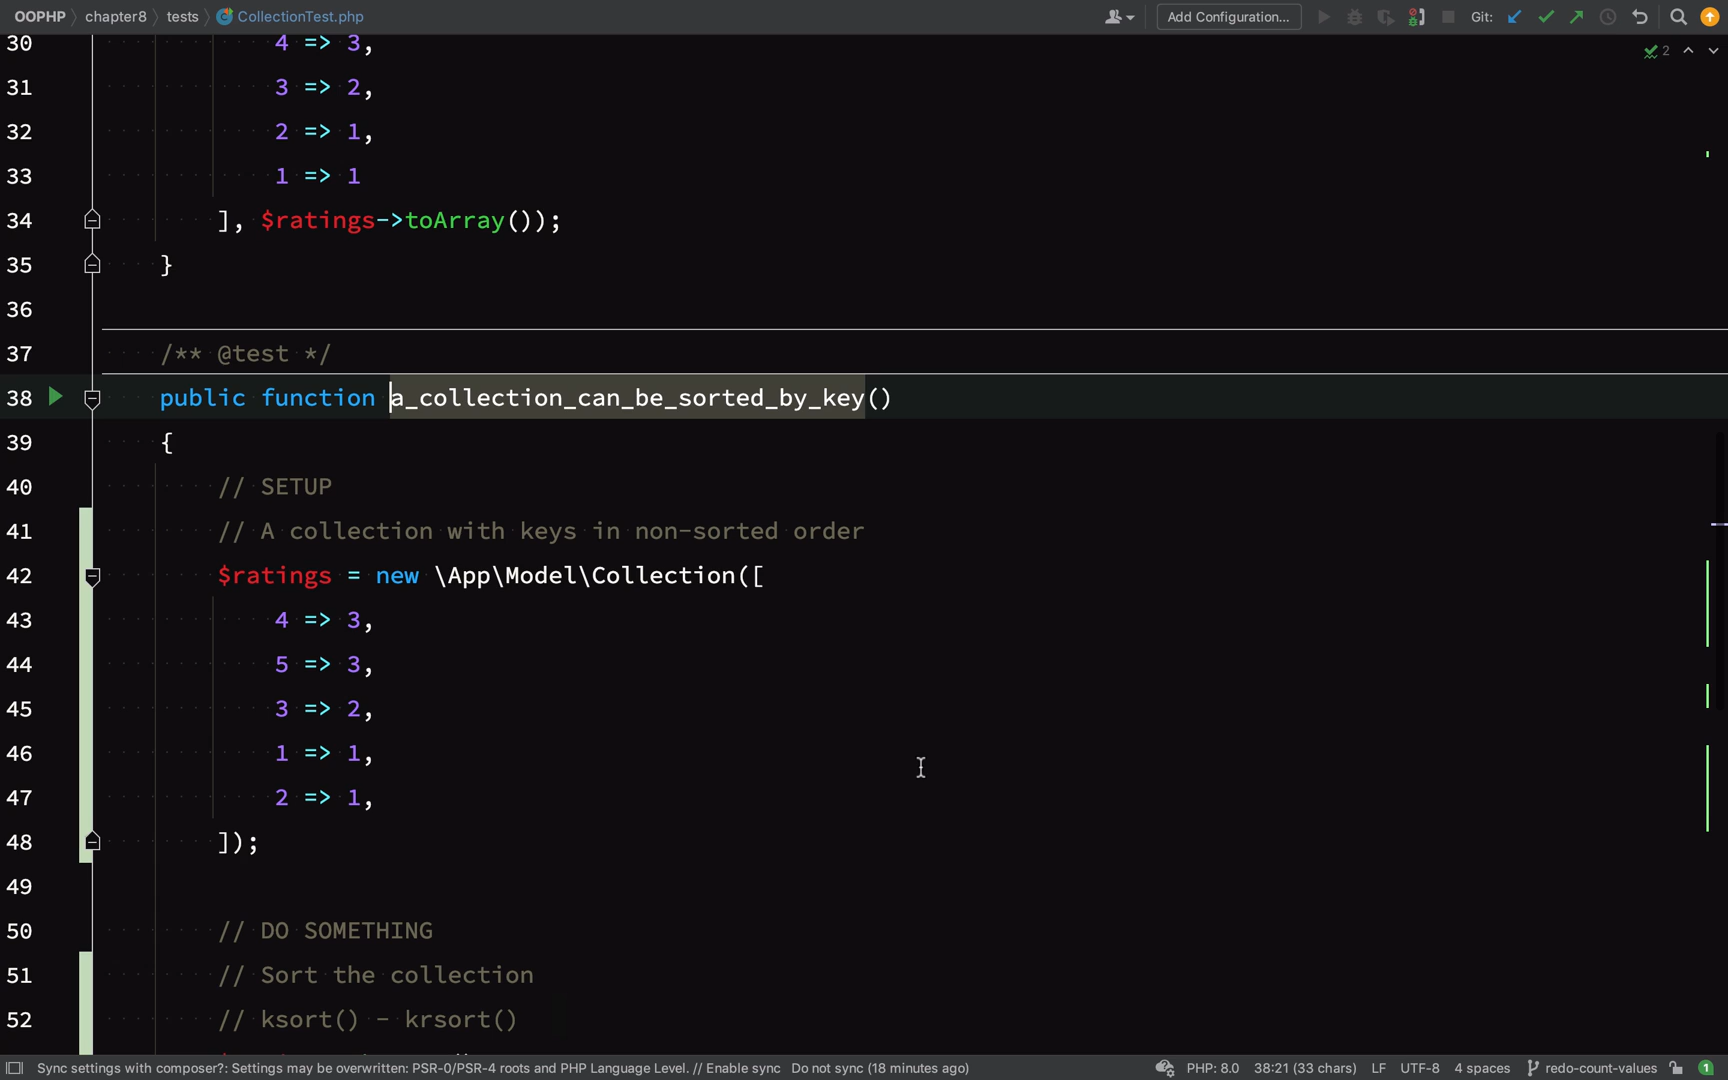 OOPHP chapter8 tests CollectionTest.php Add Configuration... Git:
30 4 => 3,
2
31 3 => 2,
32 2 => 1,
33 1 => 1
34 ], $ratings->toArray());
35 }
36
37 /** @test */
38 public function a_collection_can_be_sorted_by_key()
39 {
40 // SETUP
41 // A collection with keys in non-sorted order
42 $ratings = new \App\Model\Collection([
43 4 => 3,
44 5 => 3,
45 3 => 2,
46 1 => 1,
47 2 => 1,
48 ]);
49
50 // DO SOMETHING
51 // Sort the collection
52 // ksort() - krsort()
Sync settings with composer?: Settings may be overwritten: PSR-0/PSR-4 roots and PHP Language Level. // Enable sync Do not sync (18 minutes ago) PHP: 8.0 38:21 (33 chars) LF UTF-8 4 spaces redo-count-values 1